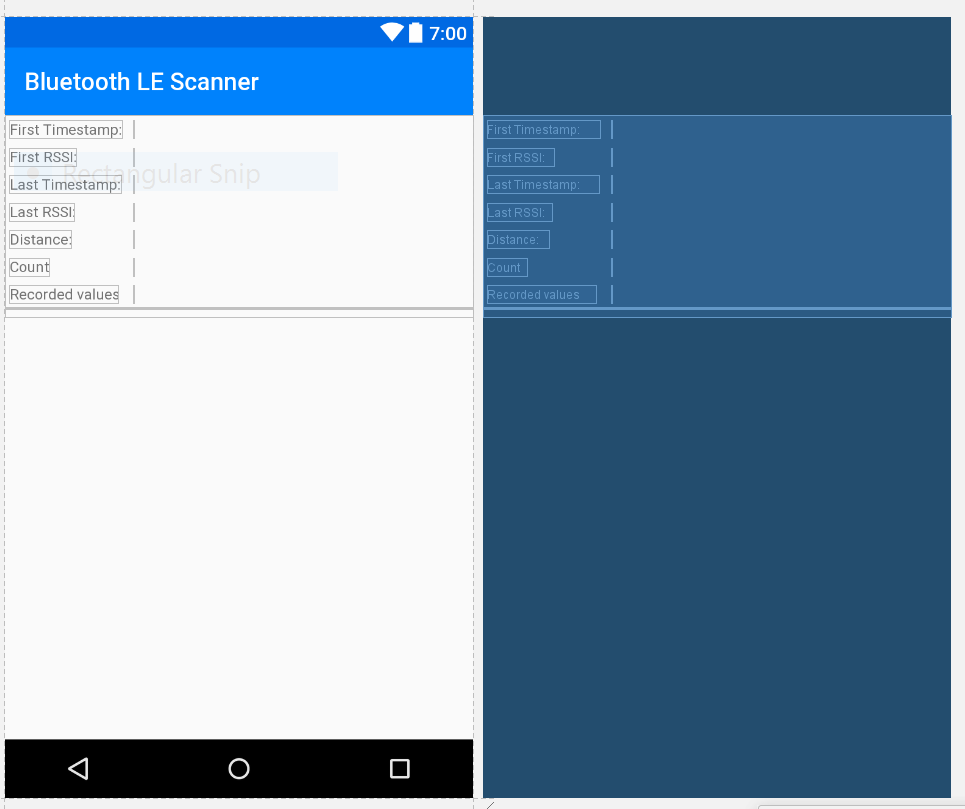 7:00
Bluetooth LE Scanner
First Timestamp:
First RSSI:
Rectangular Snip
Last Timestamp:
Last RSSI:
Distance:
Count
Recorded values
First Timestamp:
First RSSI:
Last Timestamp:
Last RSSI:
Distance:
Count
Recorded values